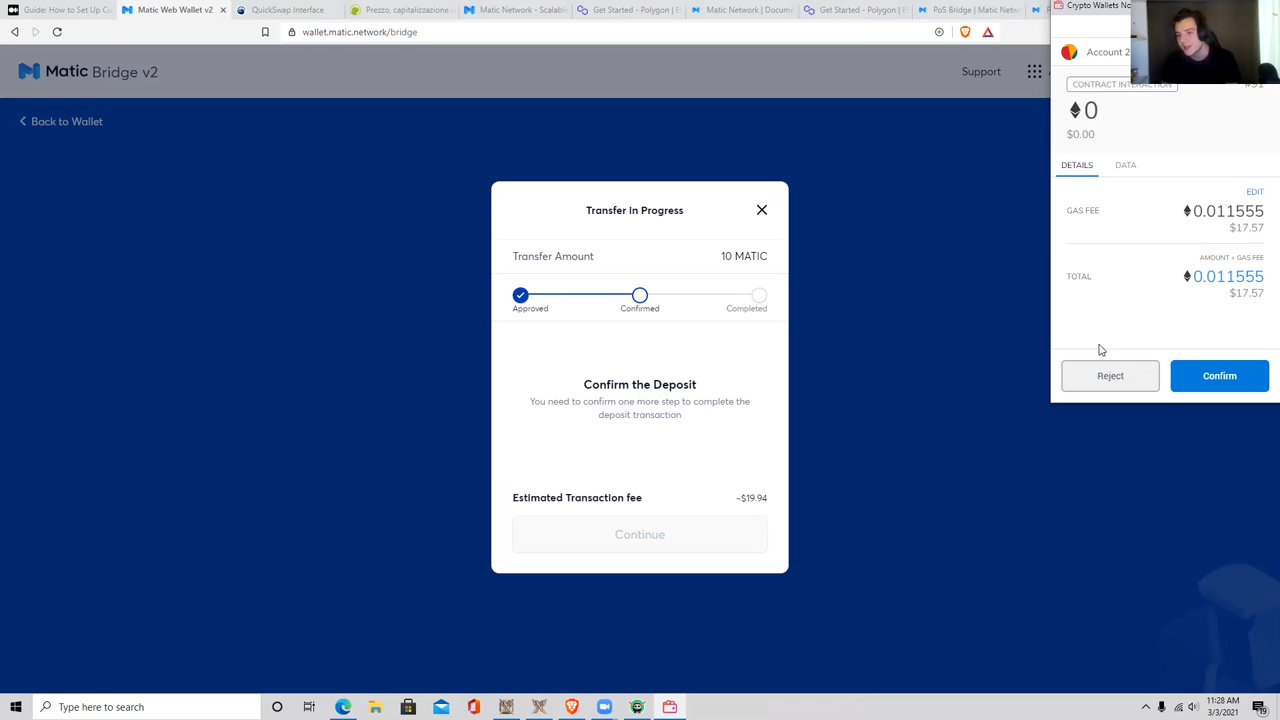 Guide: How to Set Up Cu
Matic Web Wallet v2
QuickSwap Interface
Prezzo, capitalizzazione e
Matic Network - Scalable
Get Started - Polygon | E
Matic Network | Docume
Get Started - Polygon | E
PoS Bridge | Matic Netw
Crypto Wallets No
wallet.matic.network/bridge
Matic Bridge v2
Support
Account 2
CONTRACT INTERACTION
Back to Wallet
0
$0.00
DETAILS
DATA
EDIT
GAS FEE
0.011555
$17.57
AMOUNT + GAS FEE
TOTAL
0.011555
$17.57
Reject
Confirm
Transfer In Progress
Transfer Amount
10 MATIC
Approved
Confirmed
Completed
Confirm the Deposit
You need to confirm one more step to complete the
deposit transaction
Estimated Transaction fee
~$19.94
Continue
Type here to search
11:28 AM
3/3/2021
19